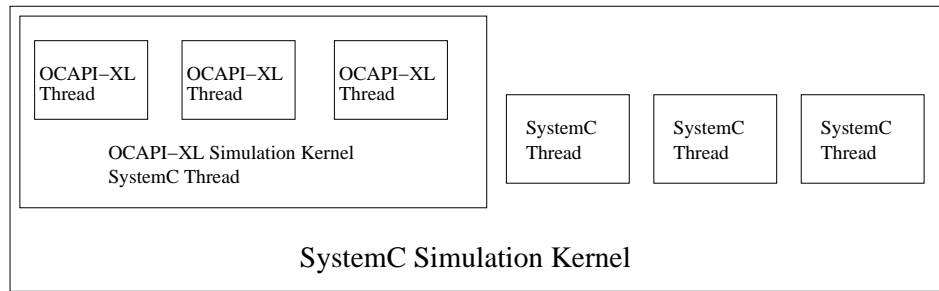 OCAPI−XL
Thread
OCAPI−XL
Thread
OCAPI−XL
Thread
OCAPI−XL Simulation Kernel
SystemC Thread
SystemC
Thread
SystemC
Thread
SystemC
Thread
SystemC Simulation Kernel